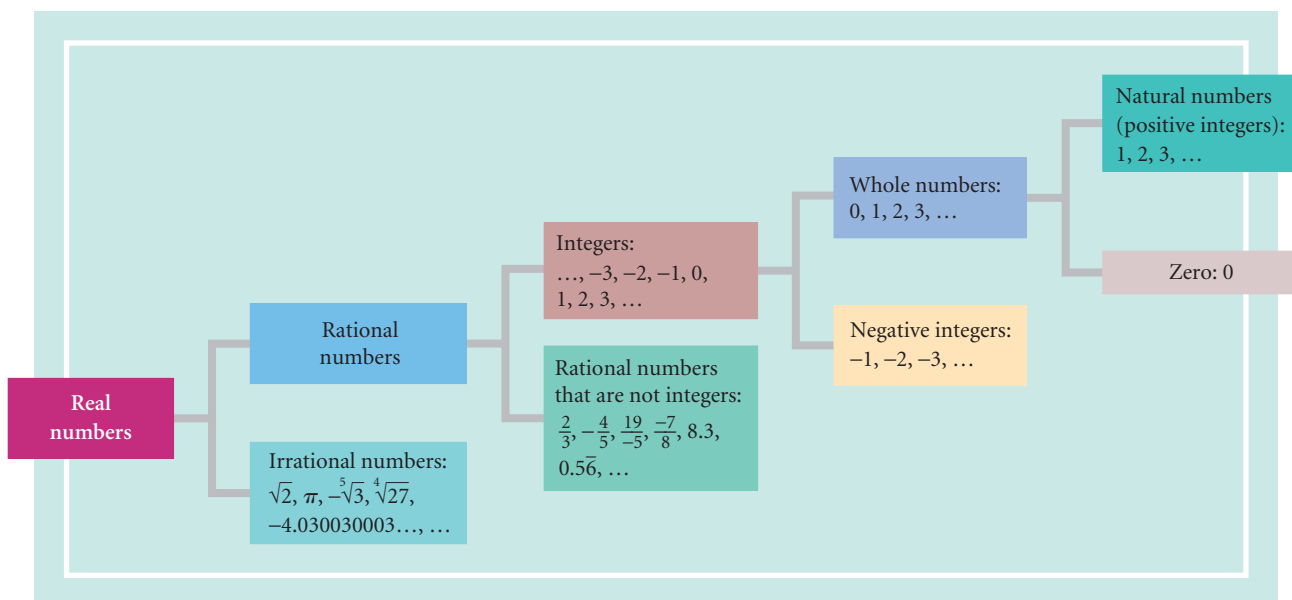 Real
numbers
Rational
numbers
Irrational numbers:
√2, π, −⁵√3, ⁴√27,
−4.030030003…, …
Integers:
…, −3, −2, −1, 0,
1, 2, 3, …
Rational numbers
that are not integers:
2/3, −4/5, 19/−5, −7/8, 8.3,
0.56̅, …
Whole numbers:
0, 1, 2, 3, …
Negative integers:
−1, −2, −3, …
Natural numbers
(positive integers):
1, 2, 3, …
Zero: 0